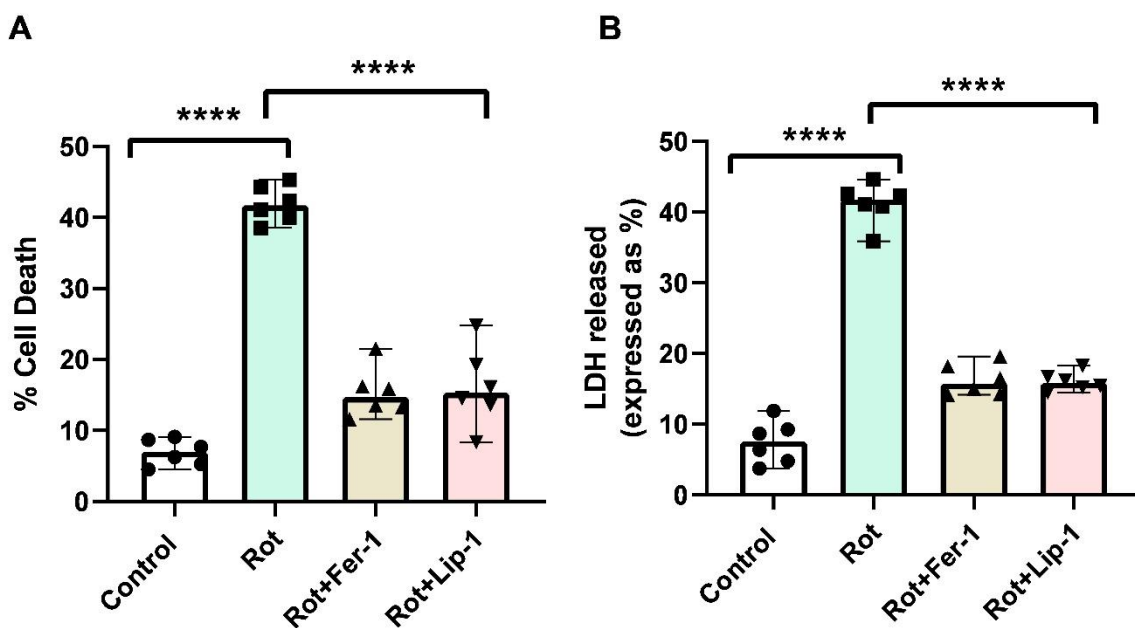 A
****
****
50
40
30
20
10
0
% Cell Death
Control
Rot
Rot+Fer-1
Rot+Lip-1
B
****
****
50
40
30
20
10
0
LDH released
(expressed as %)
Control
Rot
Rot+Fer-1
Rot+Lip-1